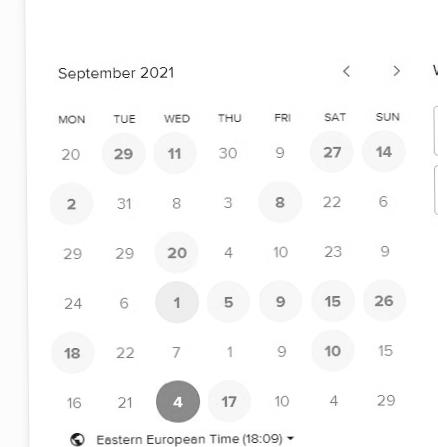 September 2021
MON TUE WED THU FRI SAT SUN
20 29 11 30 9 27 14
2 31 8 3 8 22 6
29 29 20 4 10 23 9
24 6 1 5 9 15 26
18 22 7 1 9 10 15
16 21 4 17 10 4 29
Eastern European Time (18:09)